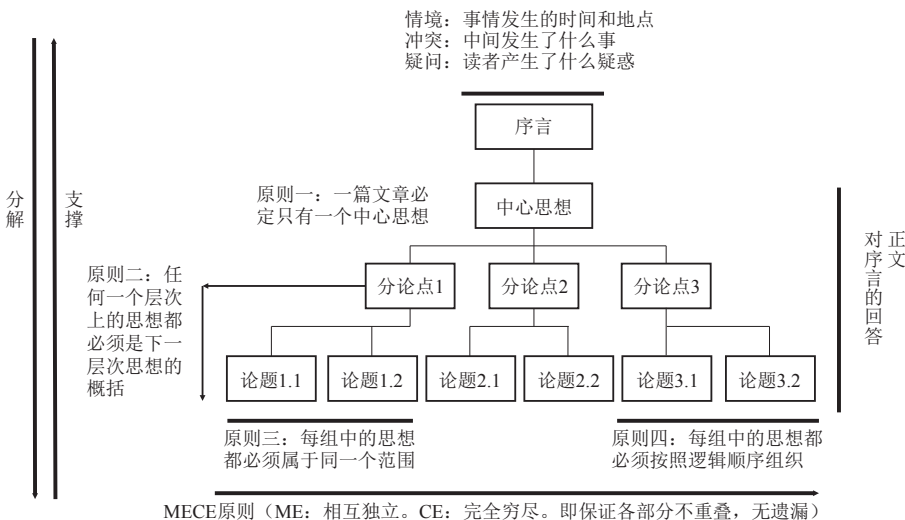 情境：事情发生的时间和地点
冲突：中间发生了什么事
疑问：读者产生了什么疑惑
序言
原则一：一篇文章必
定只有一个中心思想
中心思想
分解
支撑
正文
对序言的回答
原则二：任
何一个层次
上的思想都
必须是下一
层次思想的
概括
分论点1
分论点2
分论点3
论题1.1
论题1.2
论题2.1
论题2.2
论题3.1
论题3.2
原则三：每组中的思想
都必须属于同一个范围
原则四：每组中的思想都
必须按照逻辑顺序组织
MECE原则（ME：相互独立。CE：完全穷尽。即保证各部分不重叠，无遗漏）